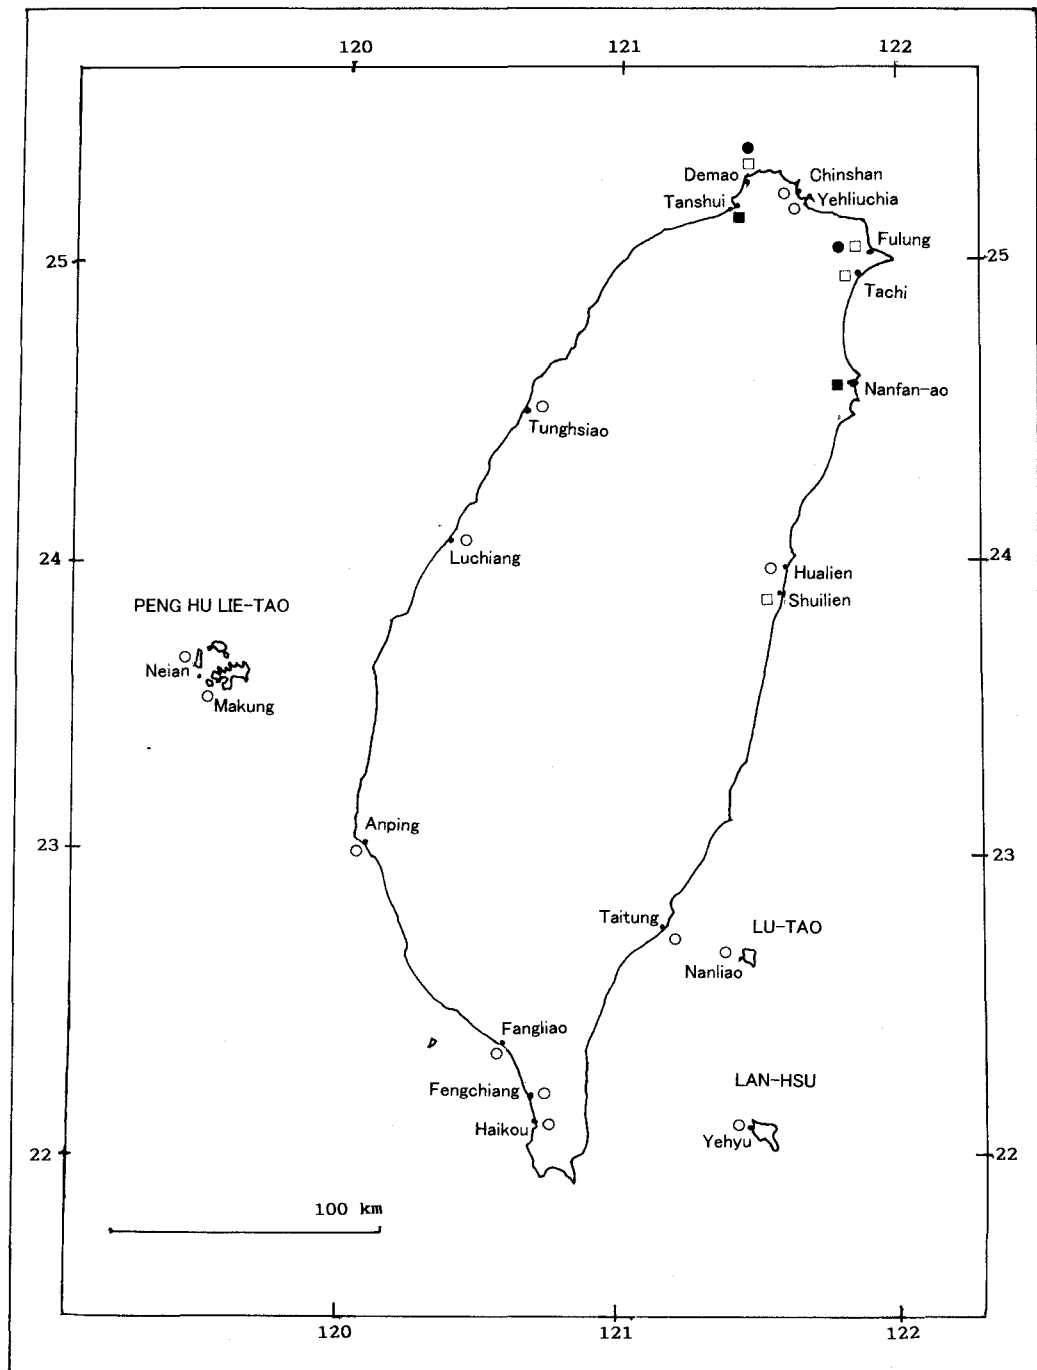 120 121 122
Demao Chinshan
Tanshui Yehliuchia
Fulung
25 25
Tachi
Nanfan-ao
Tunghsiao
24 Luchiang 24
Hualien
PENG HU LIE-TAO Shuilien
Neian
Makung
Anping
23 23
Taitung LU-TAO
Nanliao
Fangliao
Fengchiang LAN-HSU
Haikou Yehyu
22 22
100 km
120 121 122